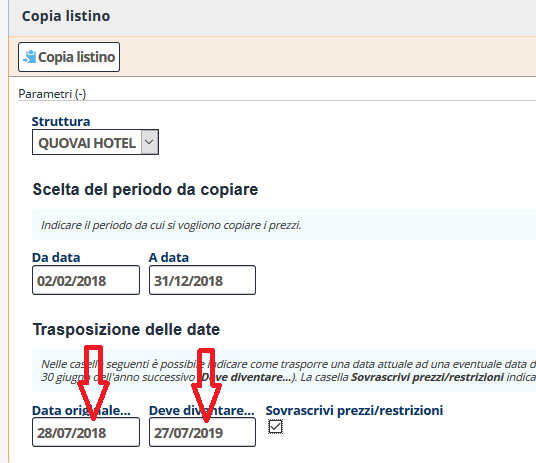 Copia listino
Copia listino
Parametri (-)
Struttura
QUOVAI HOTEL
Scelta del periodo da copiare
Indicare il periodo da cui si vogliono copiare i prezzi.
Da data A data
02/02/2018 31/12/2018
Trasposizione delle date
Nelle caselle seguenti è possibile indicare come trasporre una data attuale ad una eventuale data d
30 giugno dell'anno successivo Deve diventare...). La casella Sovrascrivi prezzi/restrizioni indica
Data originale... Deve diventare... Sovrascrivi prezzi/restrizioni
28/07/2018 27/07/2019